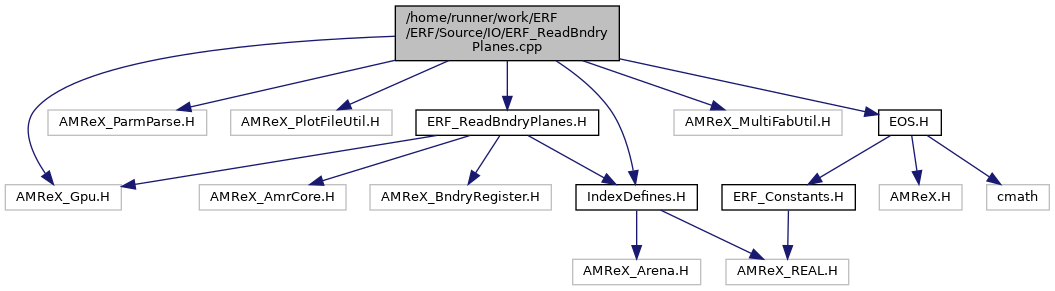 /home/runner/work/ERF
/ERF/Source/IO/ERF_ReadBndry
Planes.cpp
AMReX_ParmParse.H
AMReX_PlotFileUtil.H
ERF_ReadBndryPlanes.H
AMReX_MultiFabUtil.H
EOS.H
AMReX_Gpu.H
AMReX_AmrCore.H
AMReX_BndryRegister.H
IndexDefines.H
ERF_Constants.H
AMReX.H
cmath
AMReX_Arena.H
AMReX_REAL.H